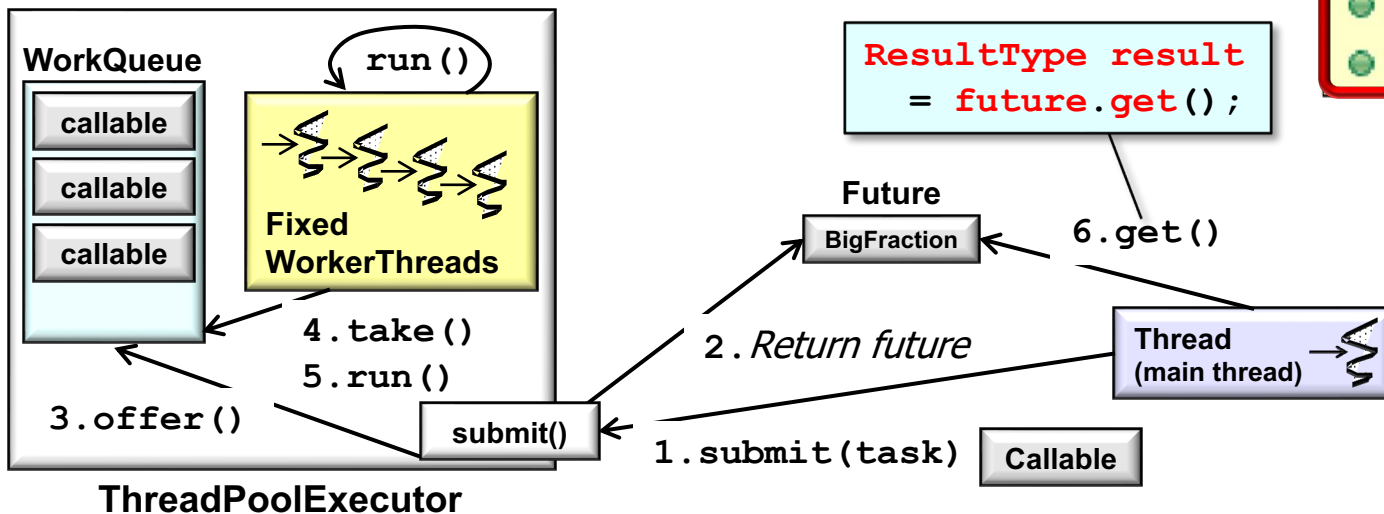 WorkQueue
callable
callable
callable
run()
Fixed
WorkerThreads
4.take()
5.run()
3.offer()
submit()
ThreadPoolExecutor
ResultType result
= future.get();
Future
BigFraction
6.get()
2.Return future
Thread
(main thread)
1.submit(task)
Callable